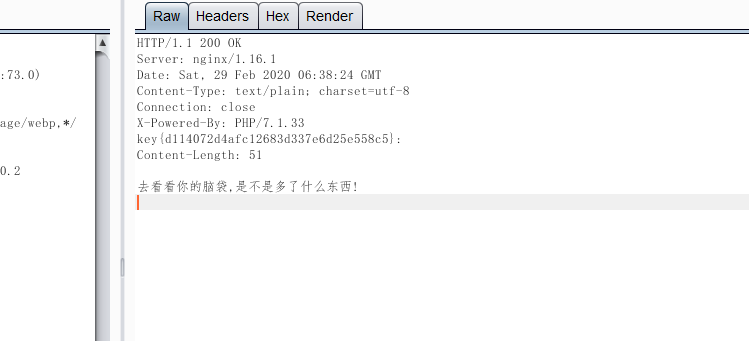 Raw Headers Hex Render
HTTP/1.1 200 OK
Server: nginx/1.16.1
:73.0)
Date: Sat, 29 Feb 2020 06:38:24 GMT
Content-Type: text/plain; charset=utf-8
Connection: close
age/webp,*/
X-Powered-By: PHP/7.1.33
key{d114072d4afc12683d337e6d25e558c5}:
Content-Length: 51
0.2
去看看你的脑袋,是不是多了什么东西!